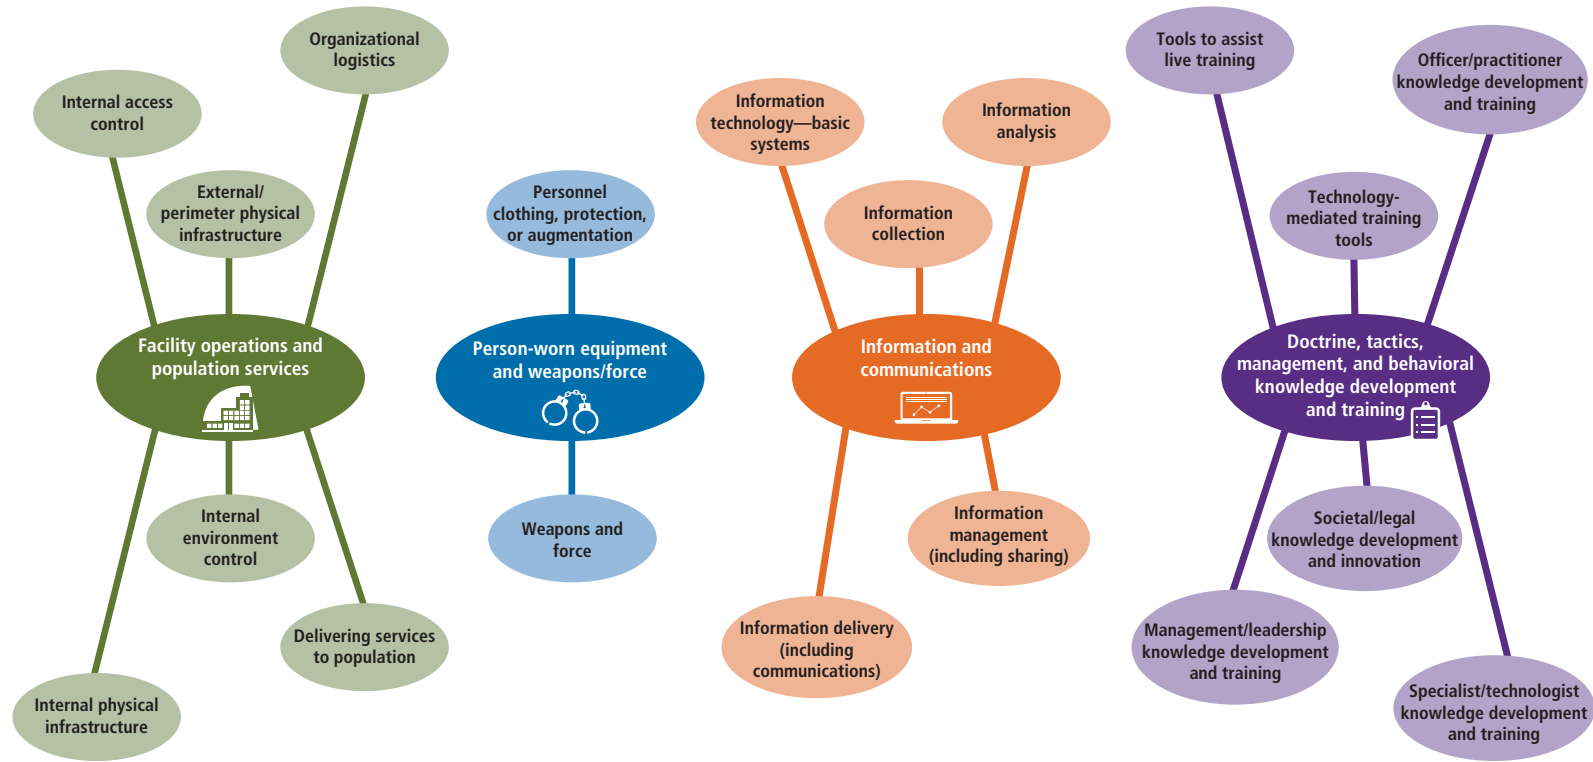 Organizational
logistics
Internal access
control
External/
perimeter physical
infrastructure
Facility operations and
population services
Internal
environment
control
Delivering services
to population
Internal physical
infrastructure
Personnel
clothing, protection,
or augmentation
Person-worn equipment
and weapons/force
Weapons and
force
Information
technology—basic
systems
Information
analysis
Information
collection
Information and
communications
Information
management
(including sharing)
Information delivery
(including
communications)
Tools to assist
live training
Officer/practitioner
knowledge development
and training
Technology-
mediated training
tools
Doctrine, tactics,
management, and behavioral
knowledge development
and training
Societal/legal
knowledge development
and innovation
Management/leadership
knowledge development
and training
Specialist/technologist
knowledge development
and training